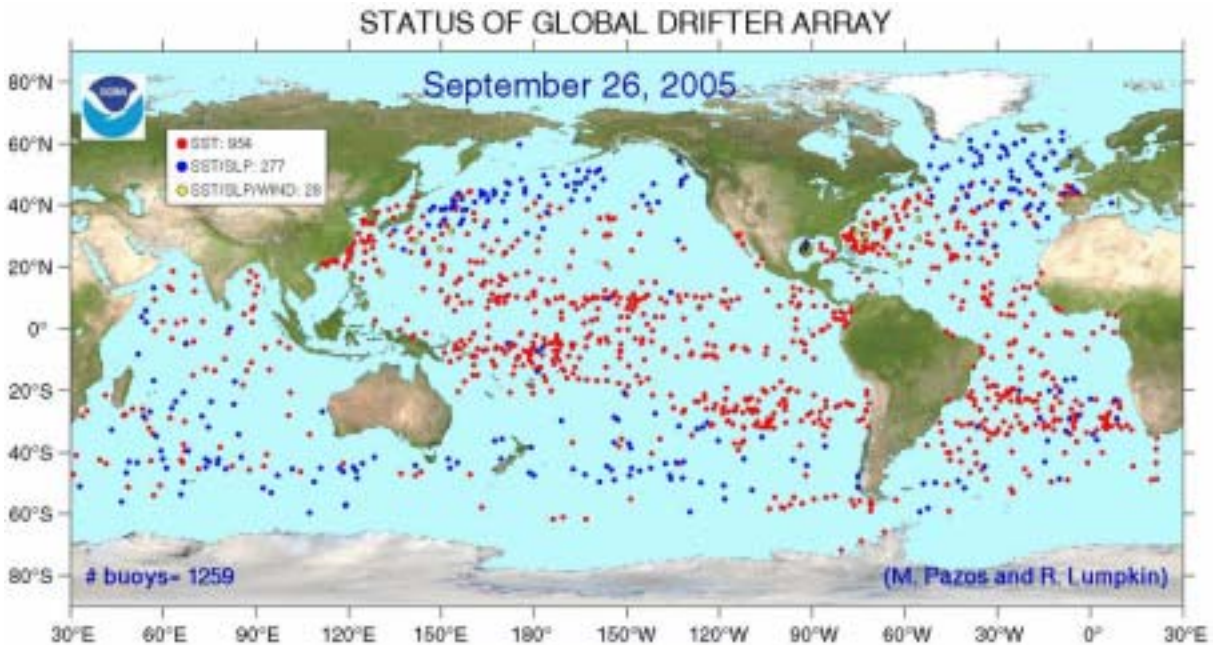 STATUS OF GLOBAL DRIFTER ARRAY
September 26, 2005
NOAA
SST: 954
SST/SLP: 277
SST/SLP/WIND: 28
80°N
60°N
40°N
20°N
0°
20°S
40°S
60°S
80°S
# buoys= 1259
(M. Pazos and R. Lumpkin)
30°E 60°E 90°E 120°E 150°E 180° 150°W 120°W 90°W 60°W 30°W 0° 30°E